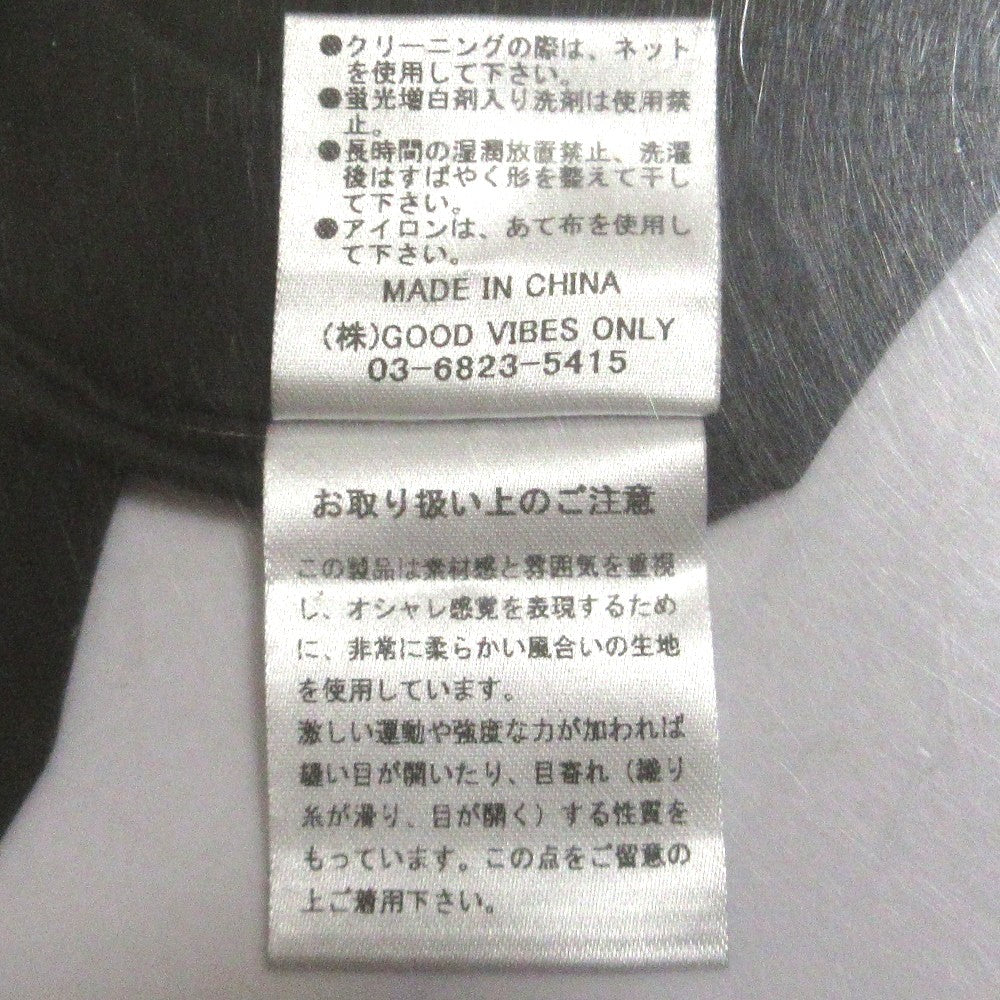 ●クリーニングの際は、ネット
を使用して下さい。
●蛍光増白剤入り洗剤は使用禁
止。
●長時間の湿潤放置禁止、洗濯
後はすばやく形を整えて干し
て下さい。
●アイロンは、あて布を使用し
て下さい。
MADE IN CHINA
(株)GOOD VIBES ONLY
03-6823-5415
お取り扱い上のご注意
この製品は素材感と雰囲気を重視
し、オシャレ感覚を表現するため
に、非常に柔らかい風合いの生地
を使用しています。
激しい運動や強度な力が加われば
縫い目が開いたり、目寄れ（織り
糸が滑り、目が開く）する性質を
もっています。この点をご留意の
上ご着用下さい。